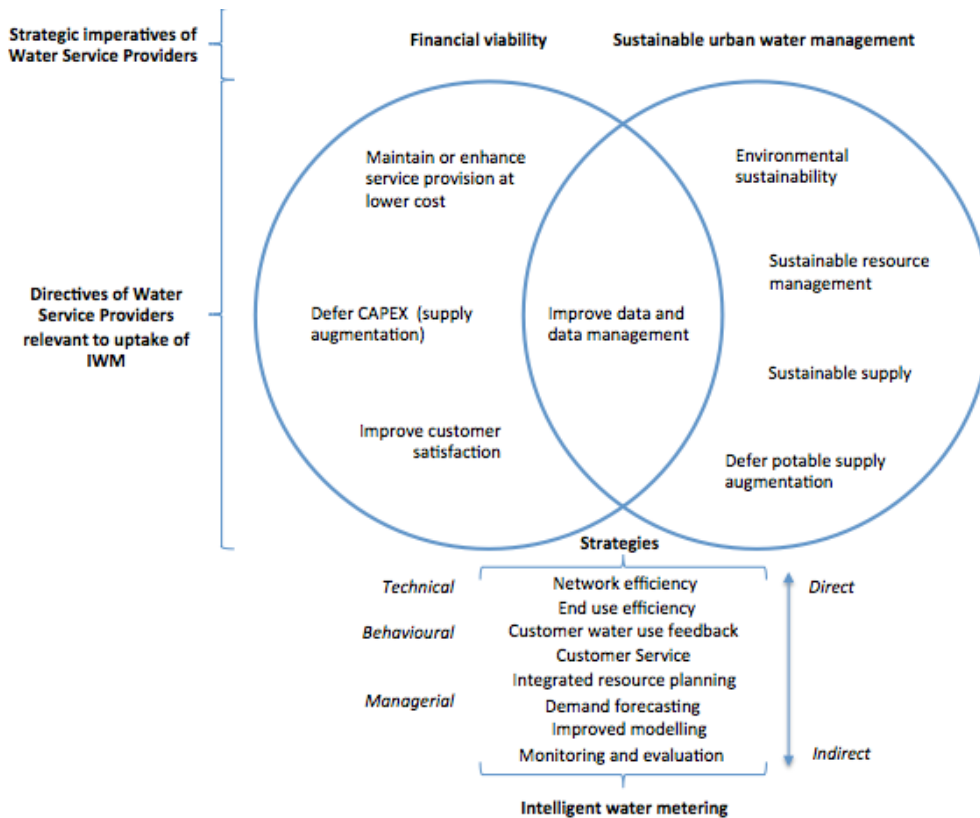 Strategic imperatives of
Water Service Providers
Financial viability
Sustainable urban water management
Maintain or enhance
service provision at
lower cost
Environmental
sustainability
Sustainable resource
management
Directives of Water
Service Providers
relevant to uptake of
IWM
Defer CAPEX (supply
augmentation)
Improve data and
data management
Sustainable supply
Improve customer
satisfaction
Defer potable supply
augmentation
Strategies
Technical
Network efficiency
Direct
End use efficiency
Behavioural
Customer water use feedback
Customer Service
Integrated resource planning
Managerial
Demand forecasting
Improved modelling
Monitoring and evaluation
Indirect
Intelligent water metering